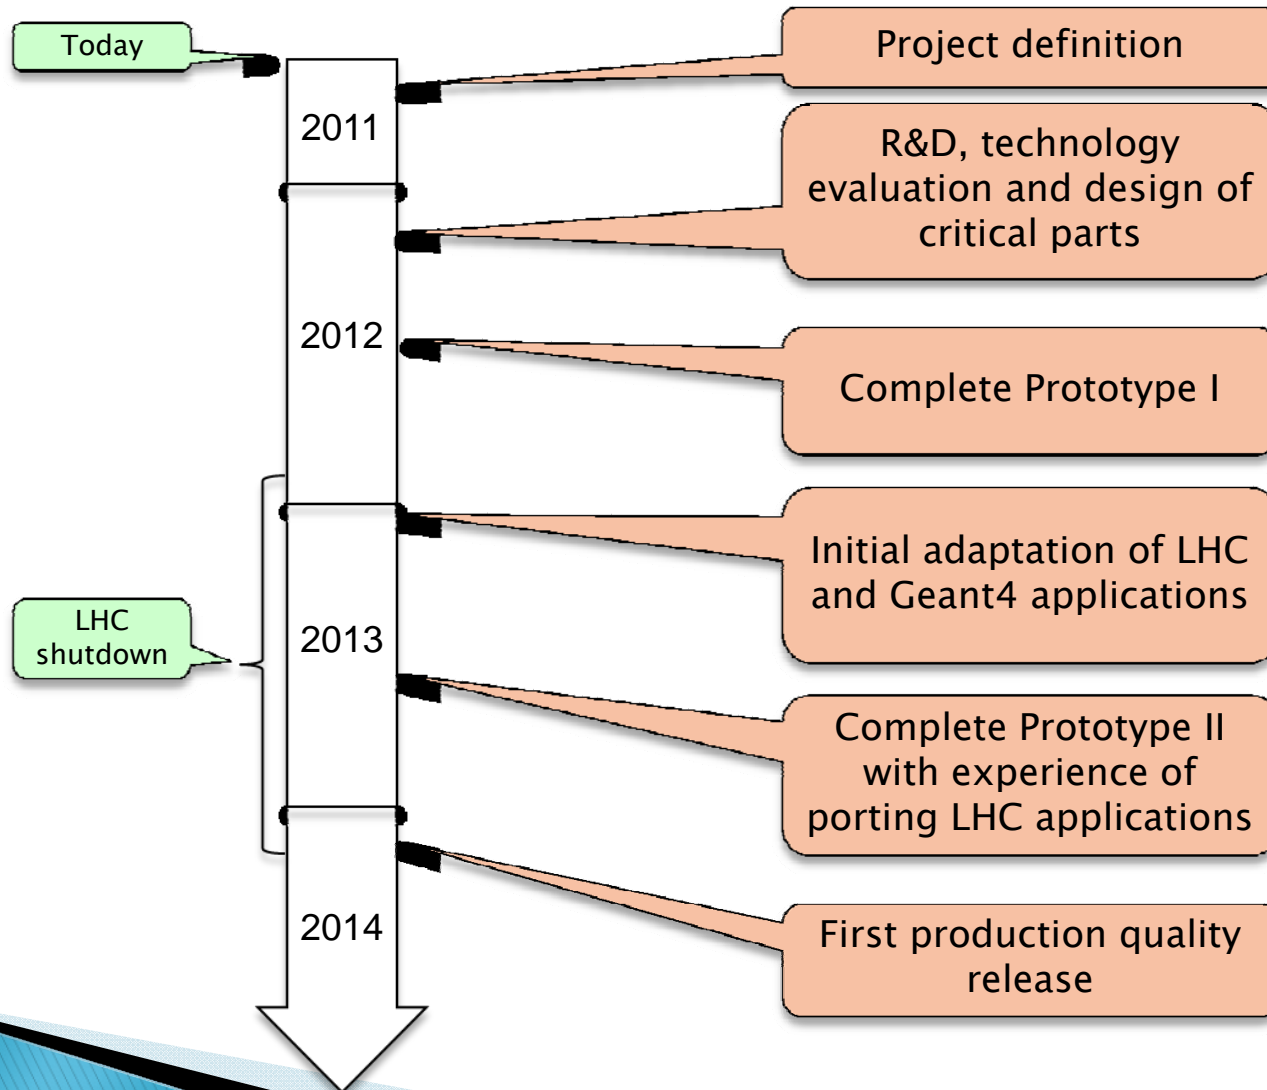 Today
Project definition
2011
R&D, technology
evaluation and design of
critical parts
2012
Complete Prototype I
Initial adaptation of LHC
and Geant4 applications
LHC
shutdown
2013
Complete Prototype II
with experience of
porting LHC applications
2014
First production quality
release